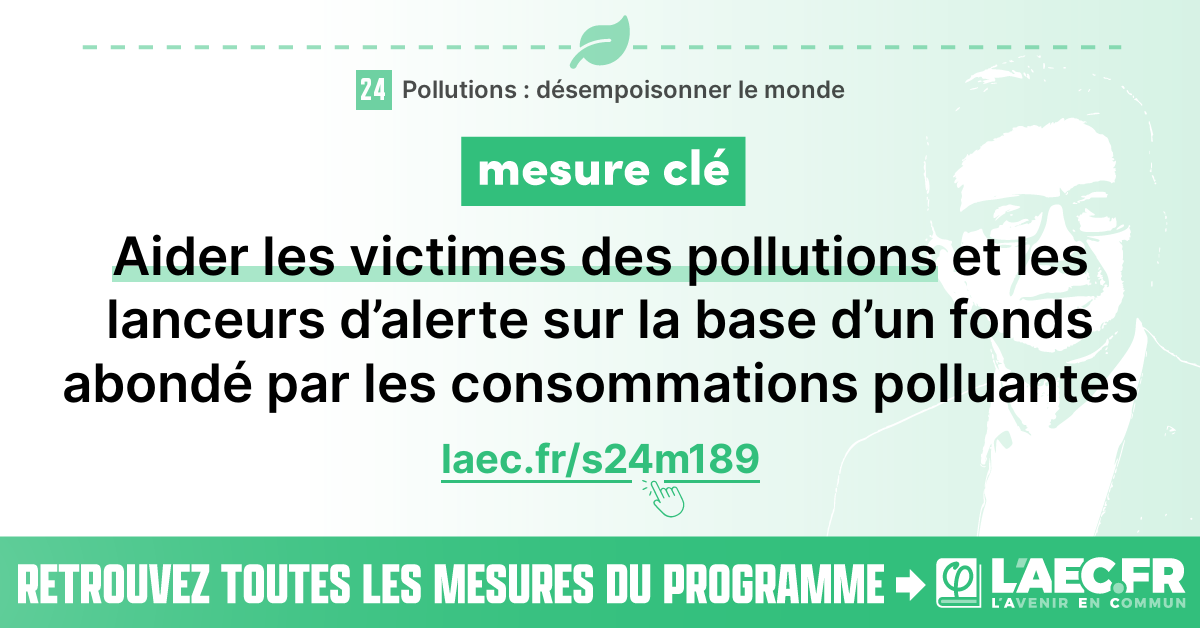 24 Pollutions : désempoisonner le monde
mesure clé
Aider les victimes des pollutions et les
lanceurs d’alerte sur la base d’un fonds
abondé par les consommations polluantes
laec.fr/s24m189
RETROUVEZ TOUTES LES MESURES DU PROGRAMME
φ L'AEC.FR
L'AVENIR EN COMMUN